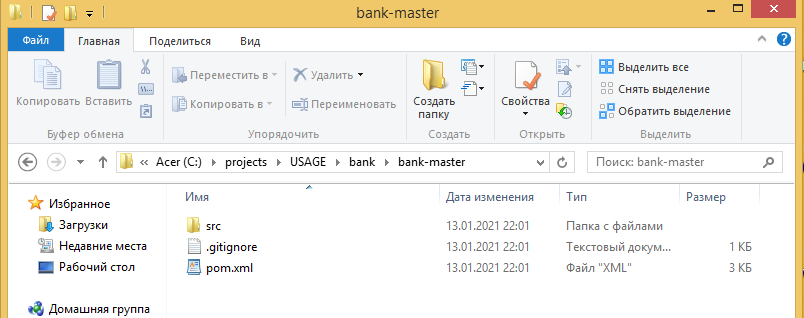 bank-master
Файл Главная Поделиться Вид
Копировать Вставить Переместить в Копировать в Удалить Переименовать Создать папку Свойства Выделить все Снять выделение Обратить выделение
Буфер обмена Упорядочить Создать Открыть Выделить
« Acer (C:) projects USAGE bank bank-master Поиск: bank-master
Имя Дата изменения Тип Размер
Избранное
Загрузки
Недавние места
Рабочий стол
Домашняя группа
src 13.01.2021 22:01 Папка с файлами
.gitignore 13.01.2021 22:01 Текстовый докум... 1 КБ
pom.xml 13.01.2021 22:01 Файл "XML" 3 КБ